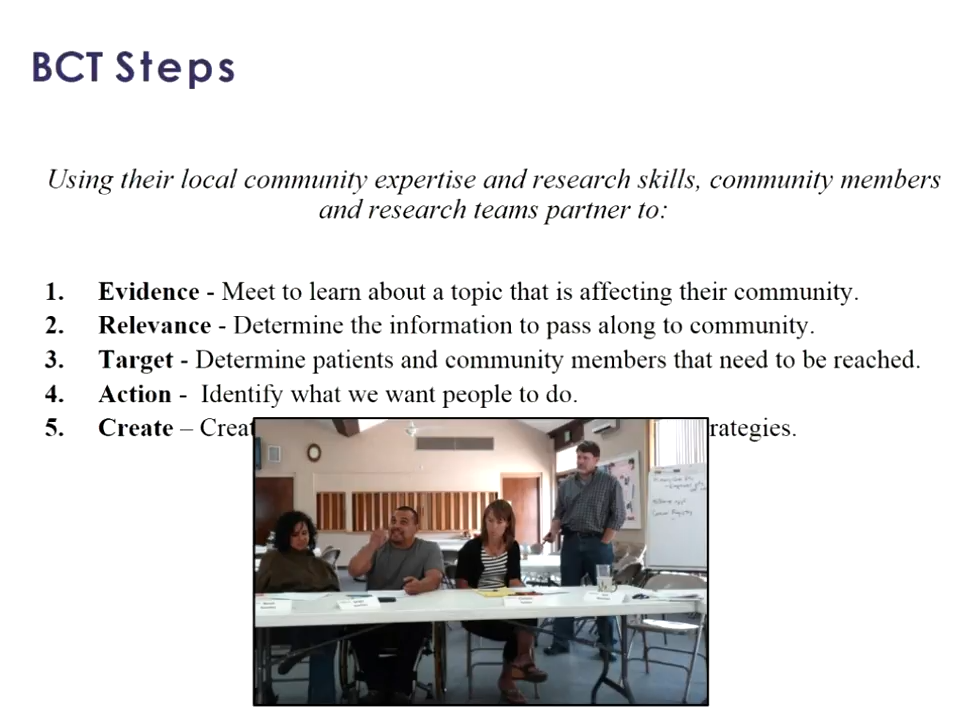 BCT Steps
Using their local community expertise and research skills, community members
and research teams partner to:
1. Evidence - Meet to learn about a topic that is affecting their community.
2. Relevance - Determine the information to pass along to community.
3. Target - Determine patients and community members that need to be reached.
4. Action - Identify what we want people to do.
5. Create –